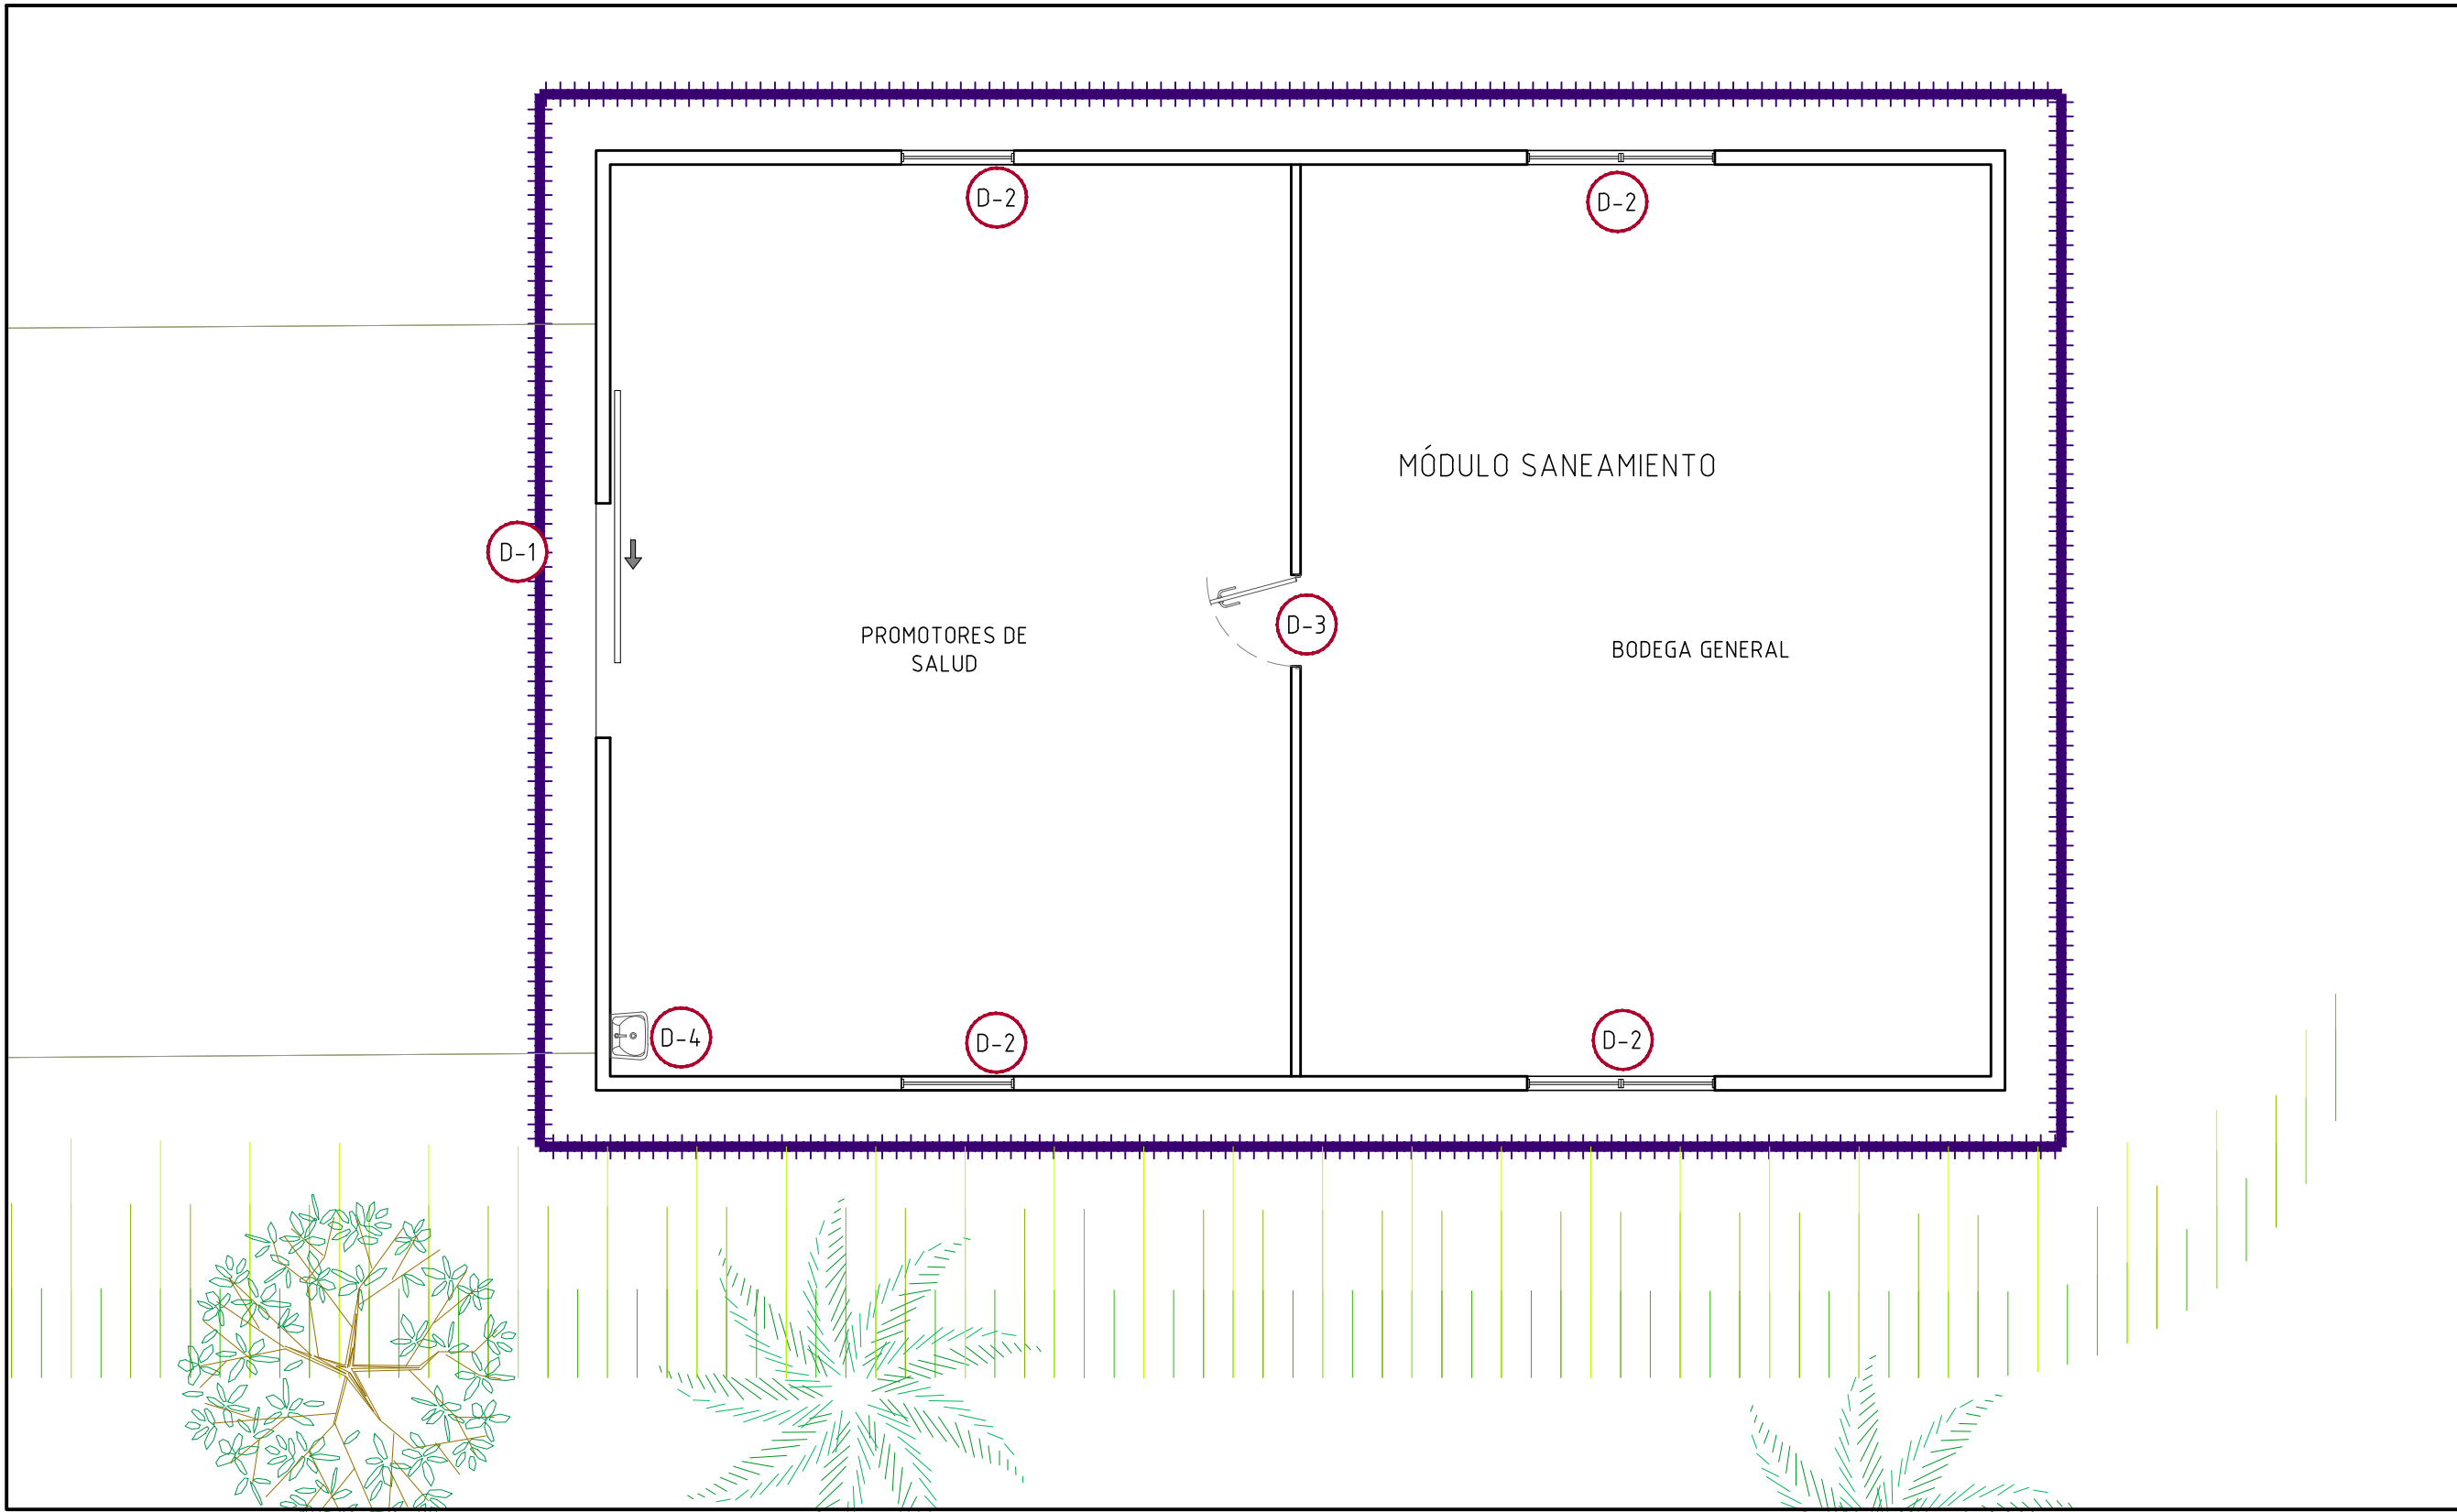 D-2
D-2
MÓDULO SANEAMIENTO
D-1
D-3
PROMOTORES DE
SALUD
BODEGA GENERAL
D-4
D-2
D-2